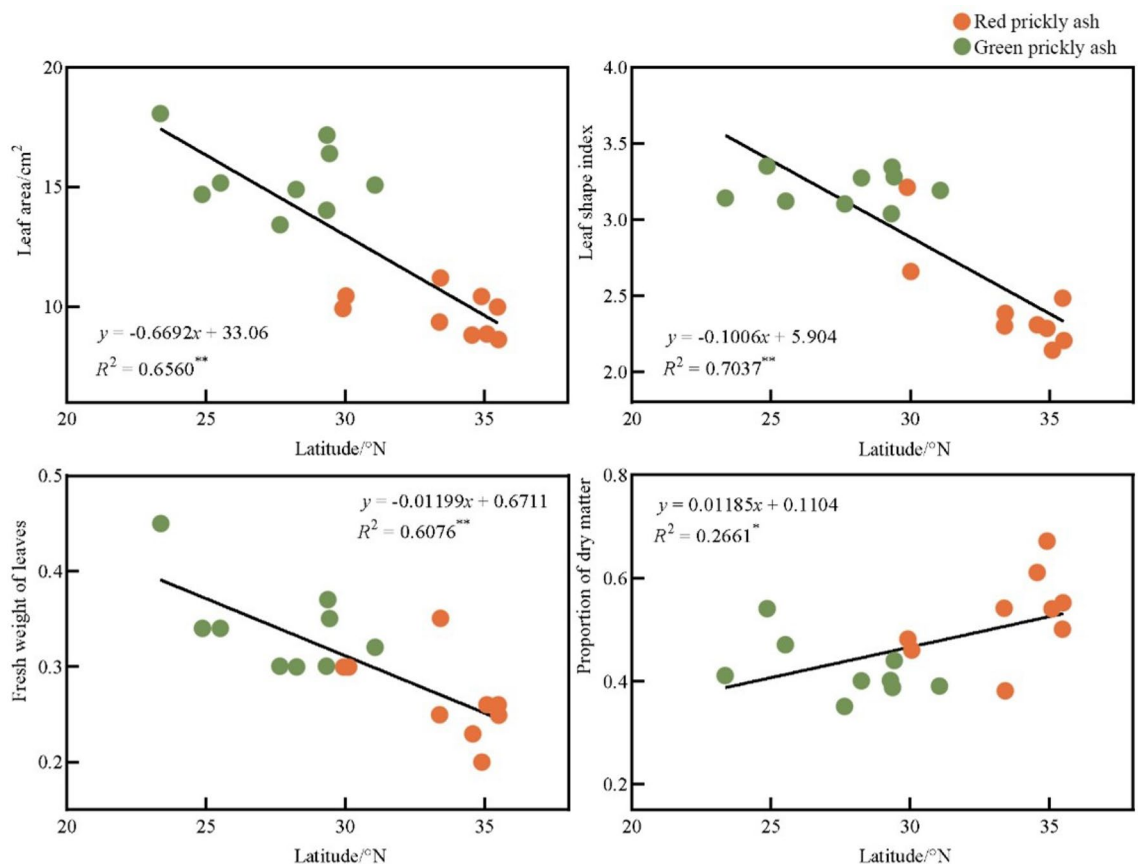 Red prickly ash
Green prickly ash
20
15
10
Leaf area/cm²
y = -0.6692x + 33.06
R² = 0.6560**
20
25
30
35
Latitude/°N
4.0
3.5
3.0
2.5
2.0
Leaf shape index
y = -0.1006x + 5.904
R² = 0.7037**
20
25
30
35
Latitude/°N
0.5
0.4
0.3
0.2
Fresh weight of leaves
y = -0.01199x + 0.6711
R² = 0.6076**
20
25
30
35
Latitude/°N
0.8
0.6
0.4
0.2
Proportion of dry matter
y = 0.01185x + 0.1104
R² = 0.2661*
20
25
30
35
Latitude/°N